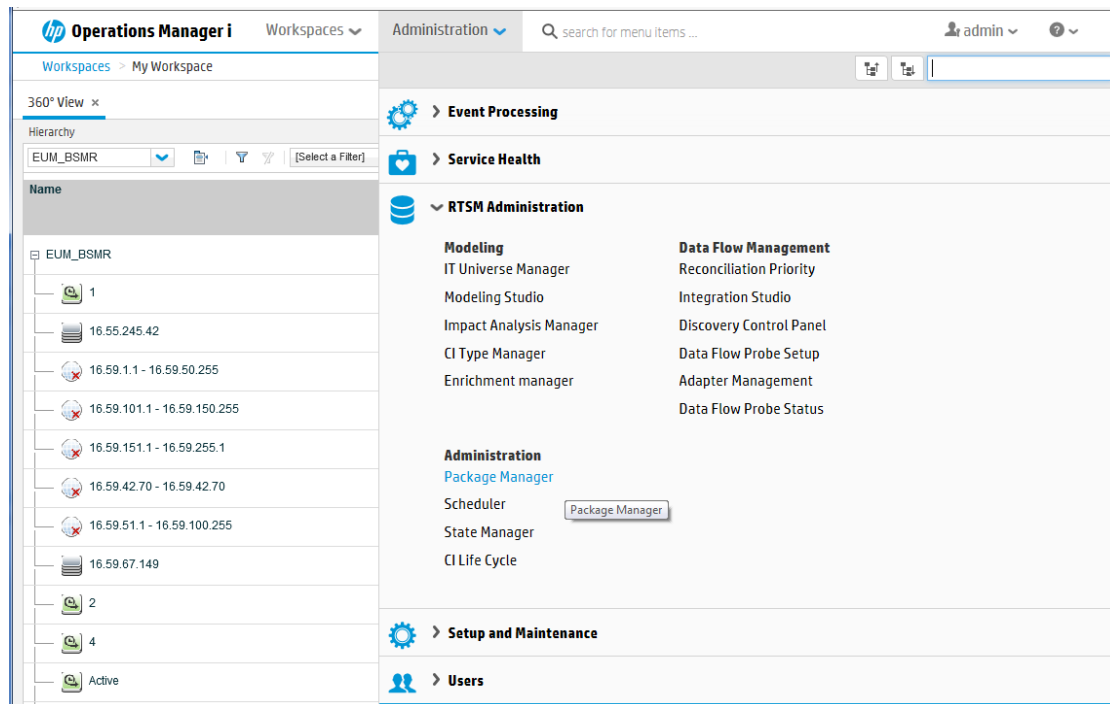 hp Operations Manager i Workspaces Administration search for menu items ... admin ?
Workspaces > My Workspace
360° View ×
Hierarchy
EUM_BSMR [Select a Filter]
Name
EUM_BSMR
1
16.55.245.42
16.59.1.1 - 16.59.50.255
16.59.101.1 - 16.59.150.255
16.59.151.1 - 16.59.255.1
16.59.42.70 - 16.59.42.70
16.59.51.1 - 16.59.100.255
16.59.67.149
2
4
Active
Event Processing
Service Health
RTSM Administration
Modeling
IT Universe Manager
Modeling Studio
Impact Analysis Manager
CI Type Manager
Enrichment manager
Data Flow Management
Reconciliation Priority
Integration Studio
Discovery Control Panel
Data Flow Probe Setup
Adapter Management
Data Flow Probe Status
Administration
Package Manager
Scheduler
Package Manager
State Manager
CI Life Cycle
Setup and Maintenance
Users